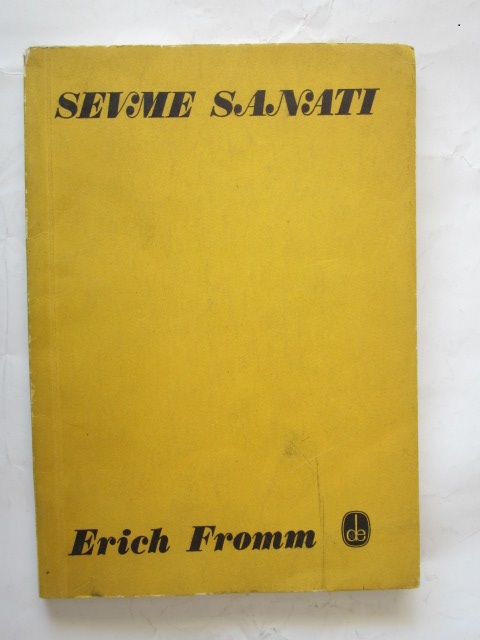 SEVME SANATI
Erich Fromm
de